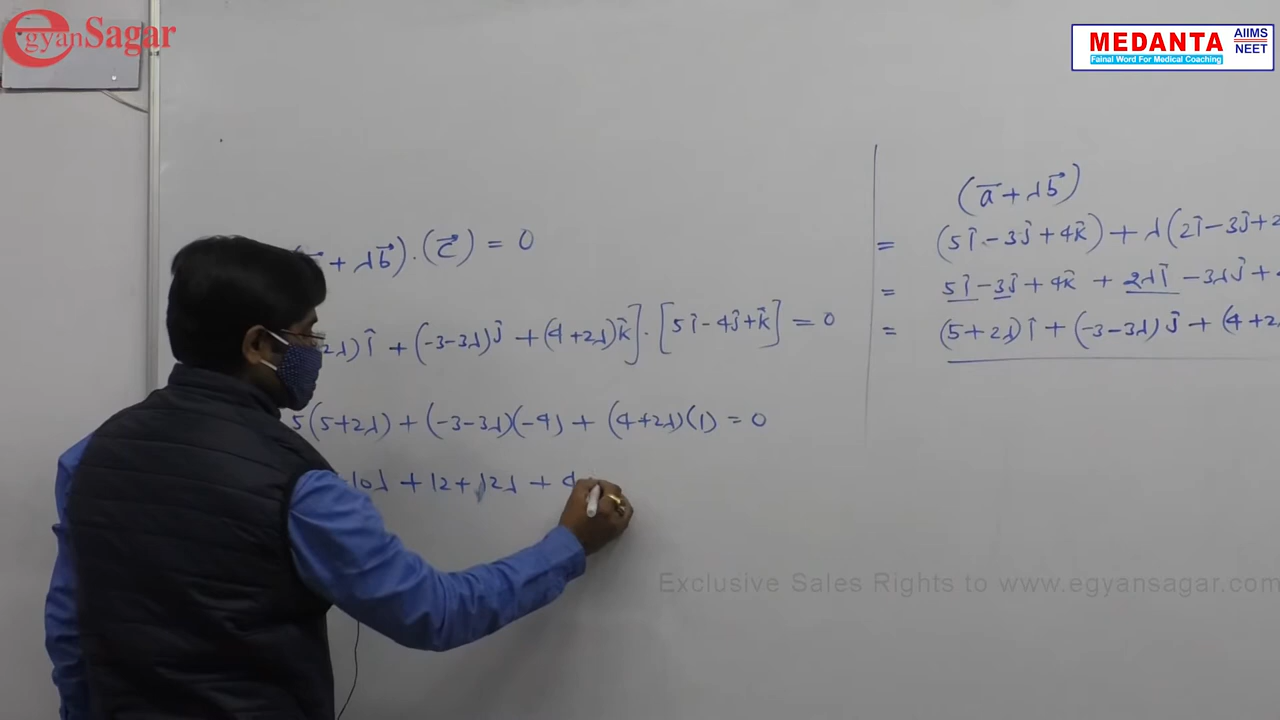 egyanSagar
MEDANTA AIIMS NEET
Fainal Word For Medical Coaching
+ λb⃗).(c⃗) = 0
2λ)î + (-3-3λ)ĵ + (4+2λ)k̂]·[5î-4ĵ+k̂] = 0
5(5+2λ) + (-3-3λ)(-4) + (4+2λ)(1) = 0
10λ + 12 + 12λ + 4
(a̅ + λb⃗)
= (5î - 3ĵ + 4k̂) + λ(2î - 3ĵ + 2
= 5î - 3ĵ + 4k̂ + 2λî - 3λĵ +
= (5+2λ)î + (-3-3λ)ĵ + (4+2
Exclusive Sales Rights to www.egyansagar.com